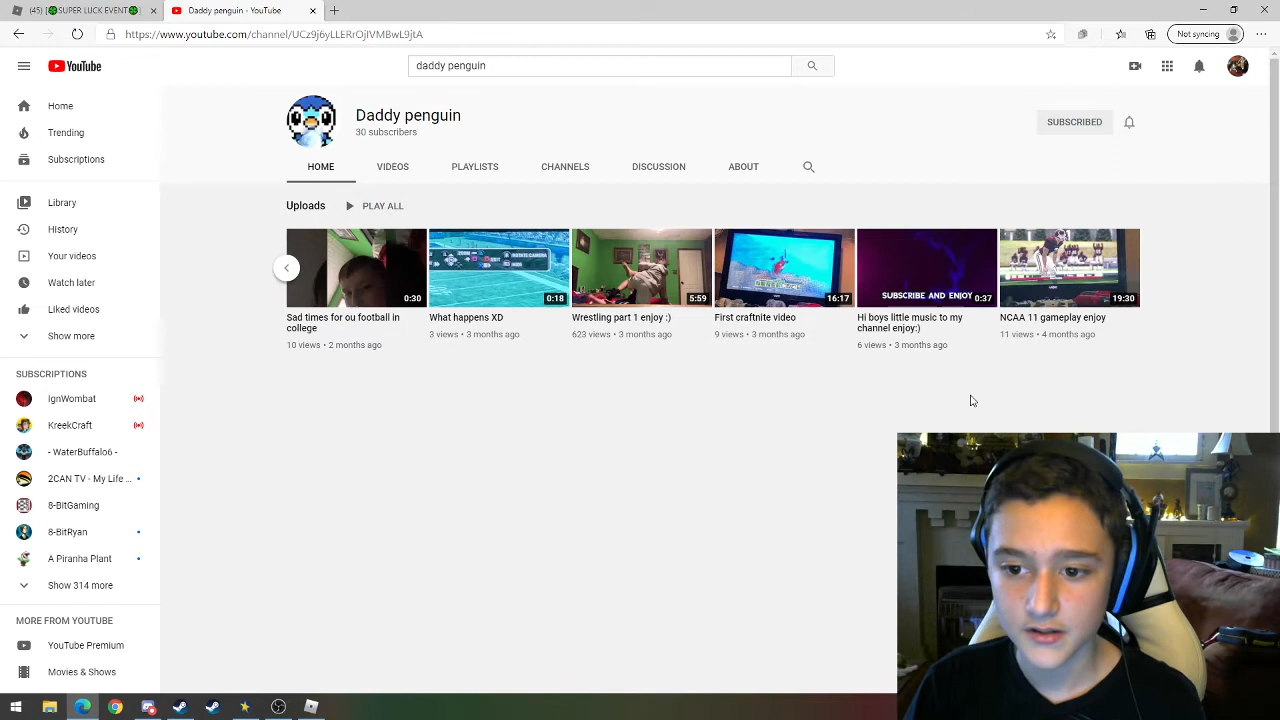 (45) [🍀SUPER LUCK EVENT🍀]
Daddy penguin - YouTube
https://www.youtube.com/channel/UCz9j6yLLERrOjIVMBwL9jtA
Not syncing
YouTube
daddy penguin
Home
Trending
Subscriptions
Library
History
Your videos
Watch later
Liked videos
Show more
SUBSCRIPTIONS
IgnWombat
KreekCraft
- WaterBuffalo6 -
2CAN TV - My Life ...
8-BitGaming
8-BitRyan
A Piranha Plant
Show 314 more
MORE FROM YOUTUBE
YouTube Premium
Movies & Shows
Daddy penguin
30 subscribers
SUBSCRIBED
HOME VIDEOS PLAYLISTS CHANNELS DISCUSSION ABOUT
Uploads PLAY ALL
0:30
Sad times for ou football in
college
10 views • 2 months ago
0:18
What happens XD
3 views • 3 months ago
5:59
Wrestling part 1 enjoy :)
623 views • 3 months ago
16:17
First craftnite video
9 views • 3 months ago
SUBSCRIBE AND ENJOY
0:37
Hi boys little music to my
channel enjoy:)
6 views • 3 months ago
19:30
NCAA 11 gameplay enjoy
11 views • 4 months ago